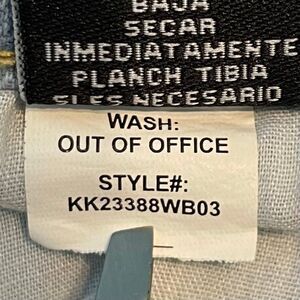 BAJA
SECAR
INMEDIATAMENTE
PLANCH TIBIA
SI ES NECESARIO
WASH:
OUT OF OFFICE
STYLE#:
KK23388WB03